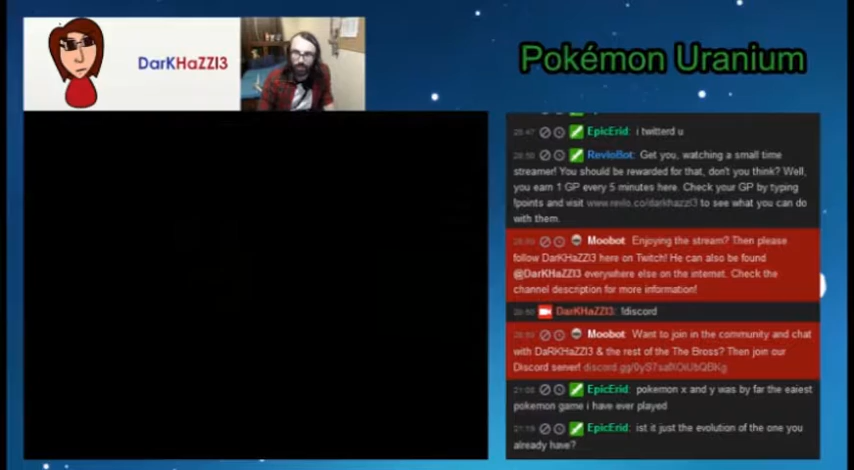 DarKHaZZI3
Pokémon Uranium
EpicErid: i twitterd u
RevloBot: Get you, watching a small time
streamer! You should be rewarded for that, don't you think? Well,
you earn 1 GP every 5 minutes here. Check your GP by typing
!points and visit www.revlo.co/darkhazzl3 to see what you can do
with them.
Moobot: Enjoying the stream? Then please
follow DarKHaZZI3 here on Twitch! He can also be found
@DarKHaZZI3 everywhere else on the internet. Check the
channel description for more information!
DarKHaZZI3: !discord
Moobot: Want to join in the community and chat
with DaRKHaZZI3 & the rest of the The Bross? Then join our
Discord server!
EpicErid: pokemon x and y was by far the eaiest
pokemon game i have ever played
EpicErid: ist it just the evolution of the one you
already have?